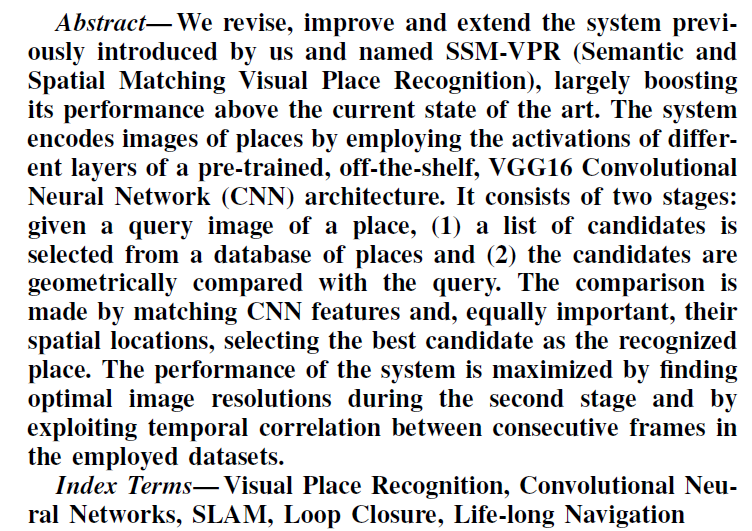 Abstract— We revise, improve and extend the system previ-
ously introduced by us and named SSM-VPR (Semantic and
Spatial Matching Visual Place Recognition), largely boosting
its performance above the current state of the art. The system
encodes images of places by employing the activations of differ-
ent layers of a pre-trained, off-the-shelf, VGG16 Convolutional
Neural Network (CNN) architecture. It consists of two stages:
given a query image of a place, (1) a list of candidates is
selected from a database of places and (2) the candidates are
geometrically compared with the query. The comparison is
made by matching CNN features and, equally important, their
spatial locations, selecting the best candidate as the recognized
place. The performance of the system is maximized by finding
optimal image resolutions during the second stage and by
exploiting temporal correlation between consecutive frames in
the employed datasets.
Index Terms— Visual Place Recognition, Convolutional Neu-
ral Networks, SLAM, Loop Closure, Life-long Navigation